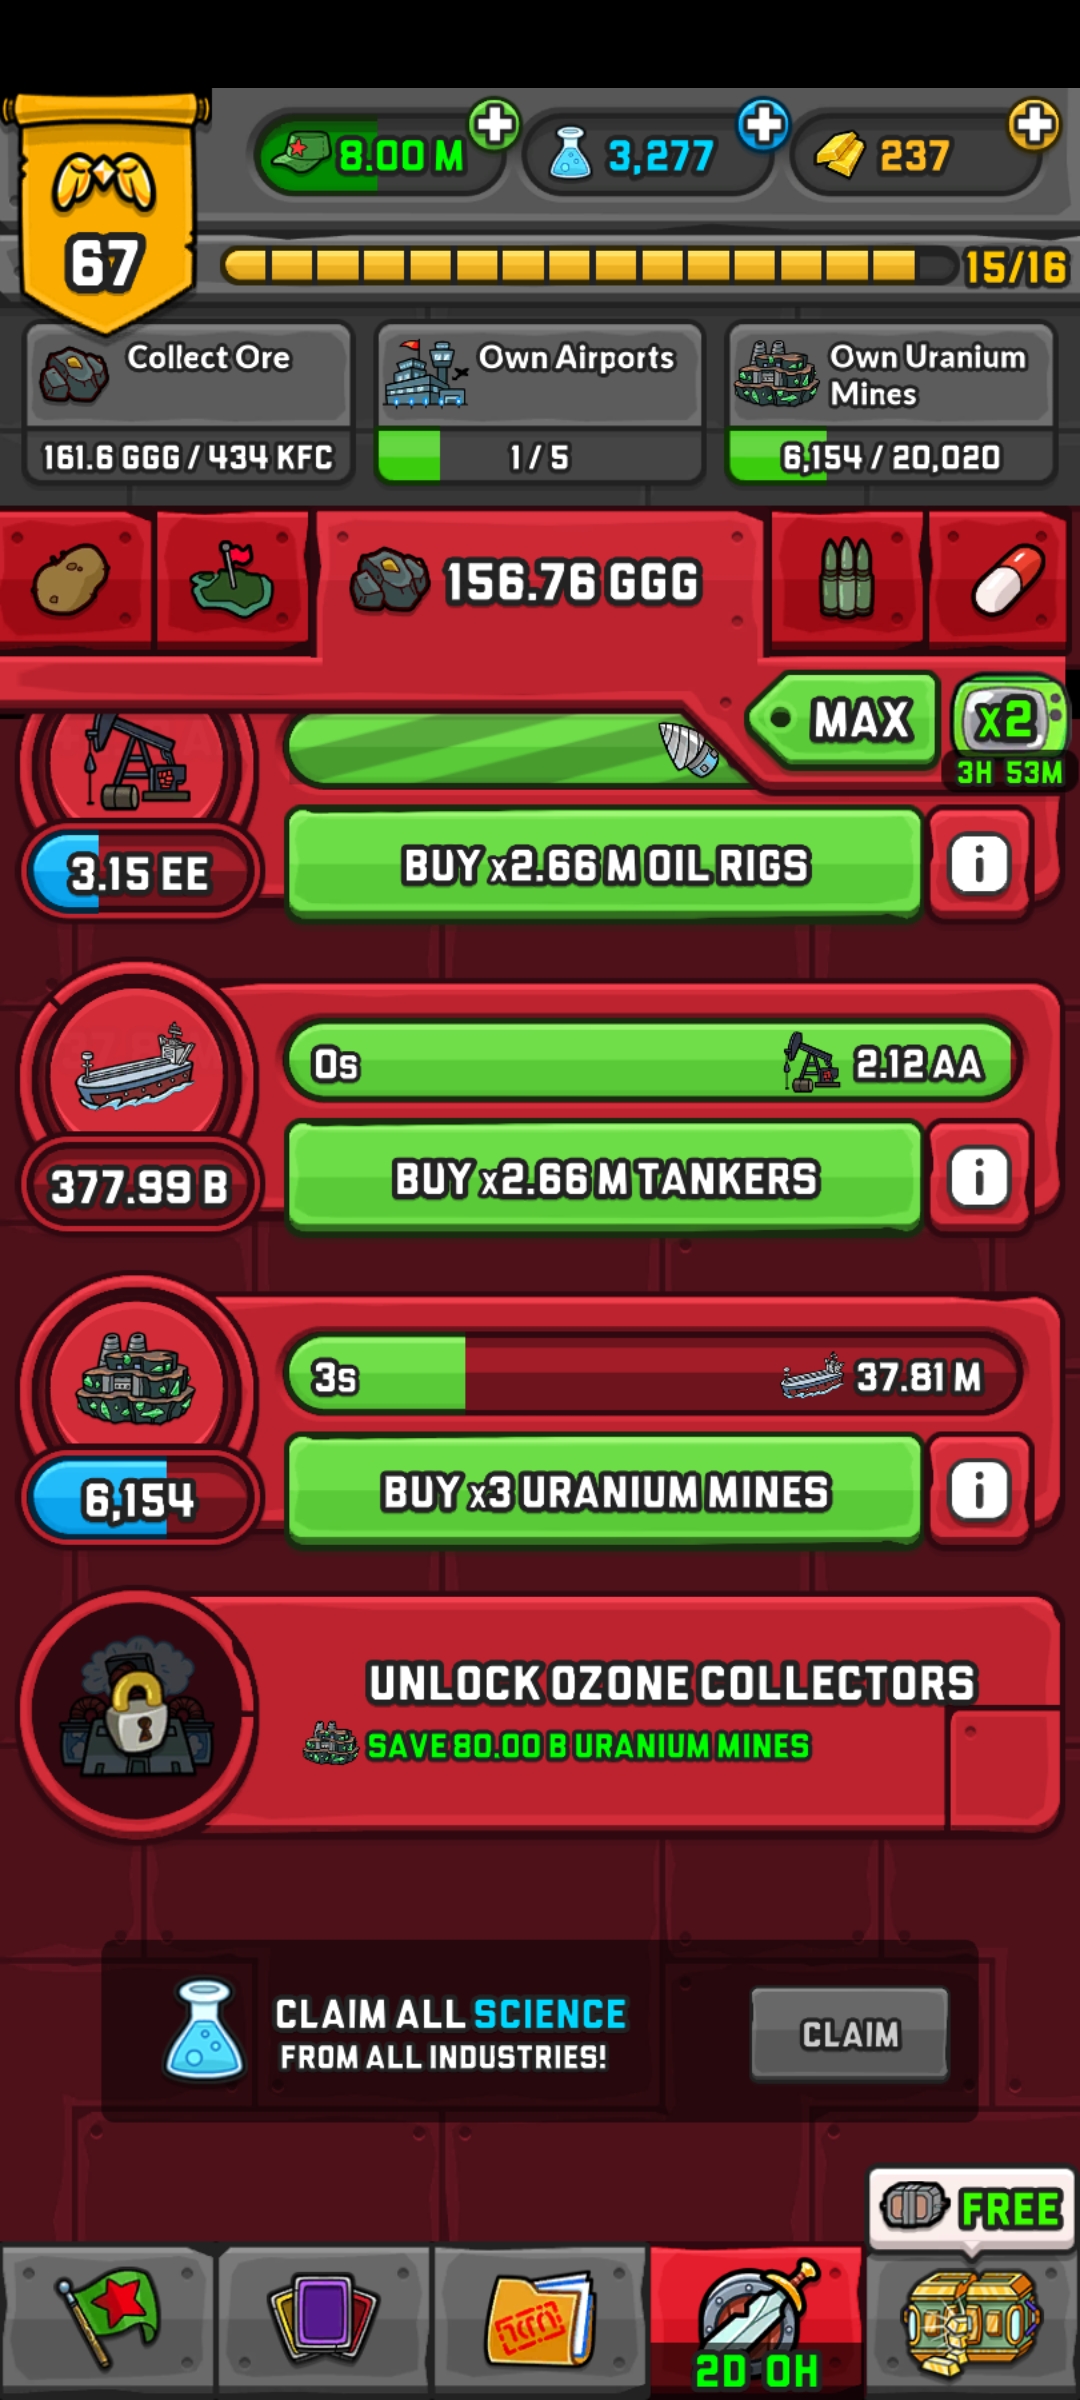 8.00 M
3,277
237
67
15/16
Collect Ore
161.6 GGG / 434 KFC
Own Airports
1 / 5
Own Uranium
Mines
6,154 / 20,020
156.76 GGG
MAX
x2
3H 53M
3.15 EE
BUY x2.66 M OIL RIGS
i
0s
2.12 AA
377.99 B
BUY x2.66 M TANKERS
i
3s
37.81 M
6,154
BUY x3 URANIUM MINES
i
UNLOCK OZONE COLLECTORS
SAVE 80.00 B URANIUM MINES
CLAIM ALL SCIENCE
FROM ALL INDUSTRIES!
CLAIM
FREE
2D 0H